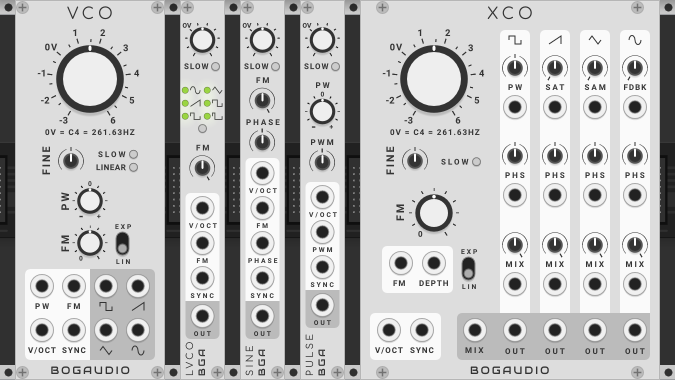 VCO
1 2
0V 3
-1 4
-2 5
-3 6
0V = C4 = 261.63HZ
FINE
SLOW
LINEAR
PW
0
- +
FM
0
EXP
LIN
PW FM
V/OCT SYNC
BOGAUDIO
0V
SLOW
FM
V/OCT
FM
SYNC
OUT
LVCO
BGA
0V
SLOW
FM
PHASE
V/OCT
FM
PHASE
SYNC
OUT
SINE
BGA
0V
SLOW
PW
0
- +
PWM
V/OCT
PWM
SYNC
OUT
PULSE
BGA
XCO
1 2
0V 3
-1 4
-2 5
-3 6
0V = C4 = 261.63HZ
FINE
SLOW
FM
0
EXP
LIN
FM DEPTH
V/OCT SYNC
PW SAT SAM FDBK
PHS PHS PHS PHS
MIX MIX MIX MIX
MIX OUT OUT OUT OUT
BOGAUDIO